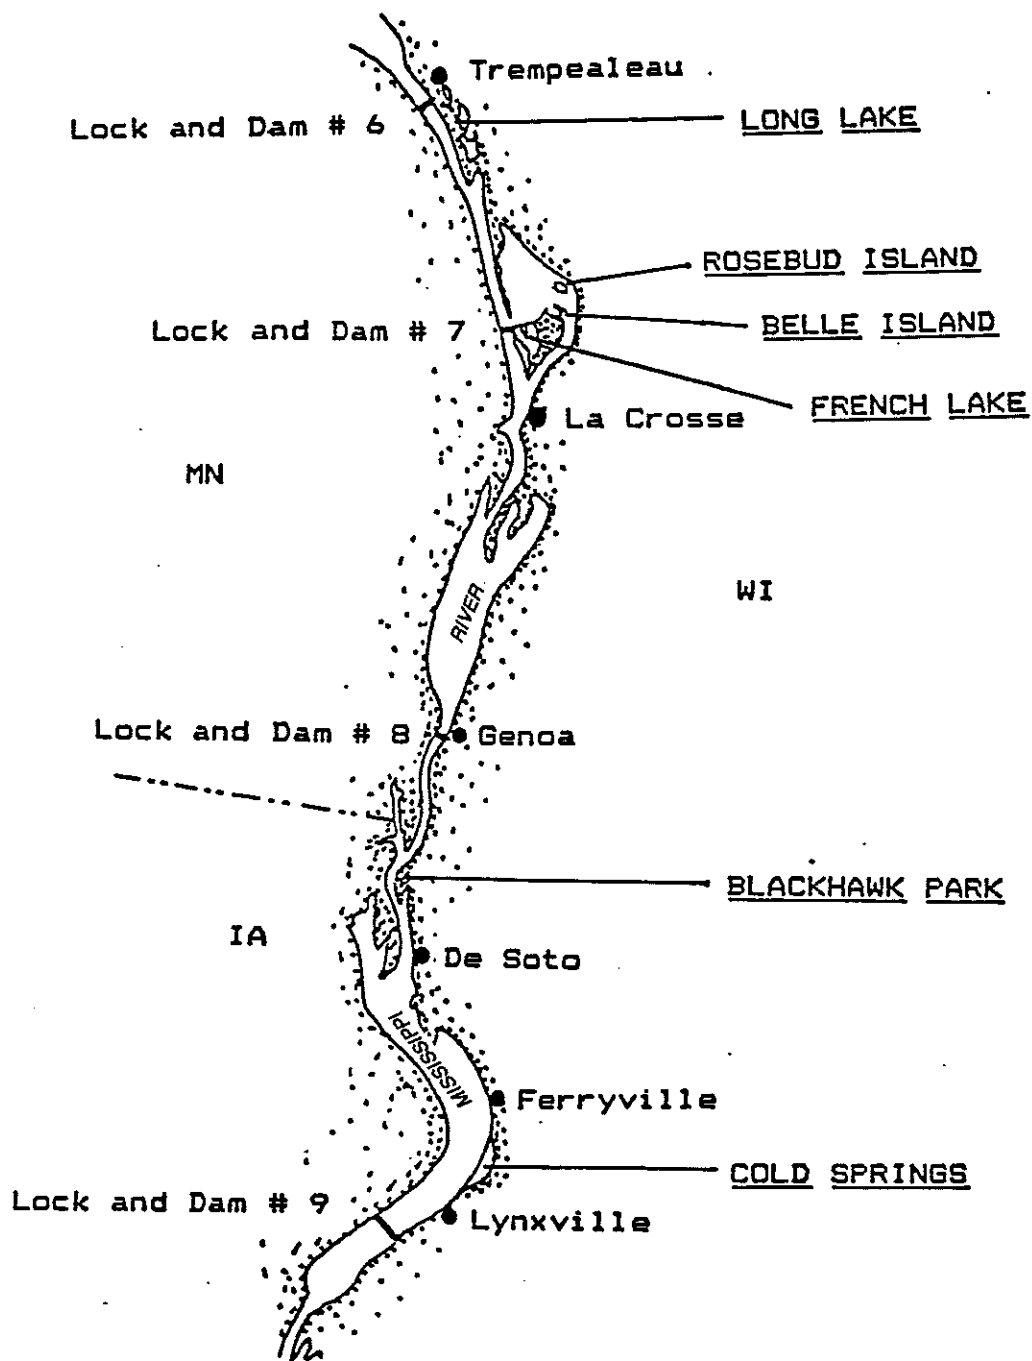 Trempealeau
Lock and Dam # 6
LONG LAKE
ROSEBUD ISLAND
Lock and Dam # 7
BELLE ISLAND
FRENCH LAKE
La Crosse
MN
WI
RIVER
Lock and Dam # 8
Genoa
BLACKHAWK PARK
IA
De Soto
MISSISSIPPI
Ferryville
COLD SPRINGS
Lock and Dam # 9
Lynxville